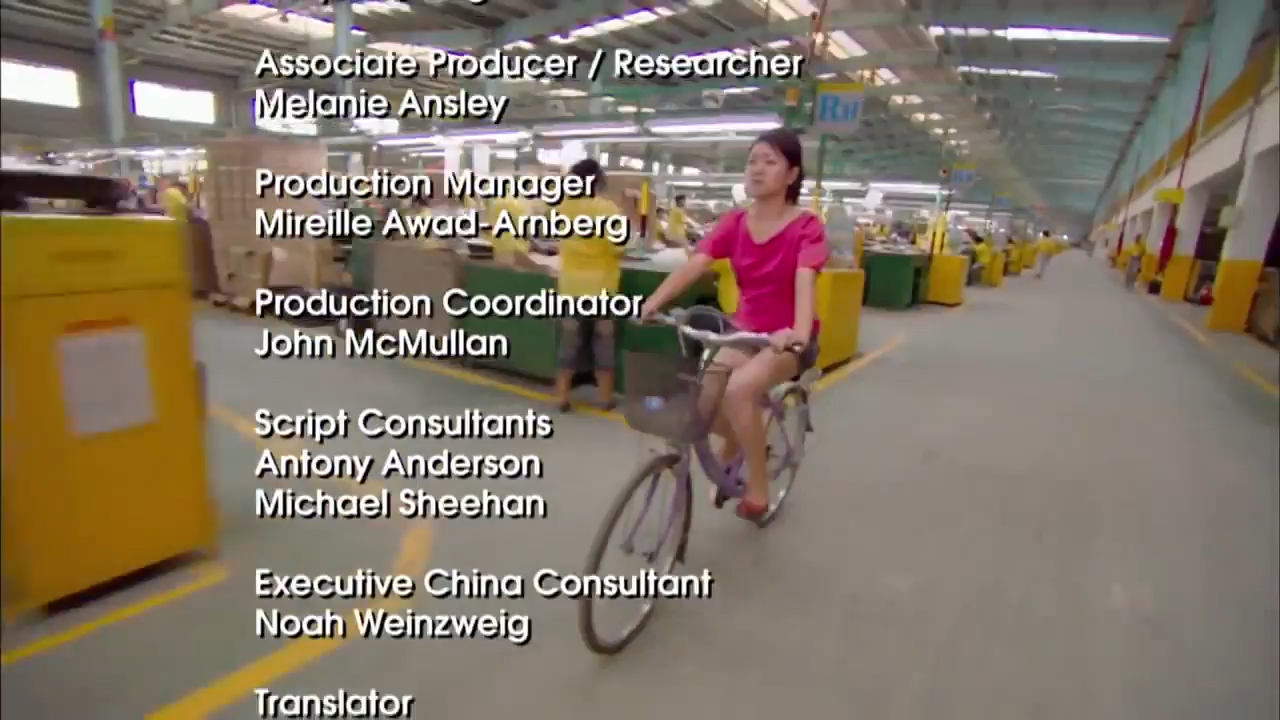 Associate Producer / Researcher
Melanie Ansley
Production Manager
Mireille Awad-Arnberg
Production Coordinator
John McMullan
Script Consultants
Antony Anderson
Michael Sheehan
Executive China Consultant
Noah Weinzweig
Translator